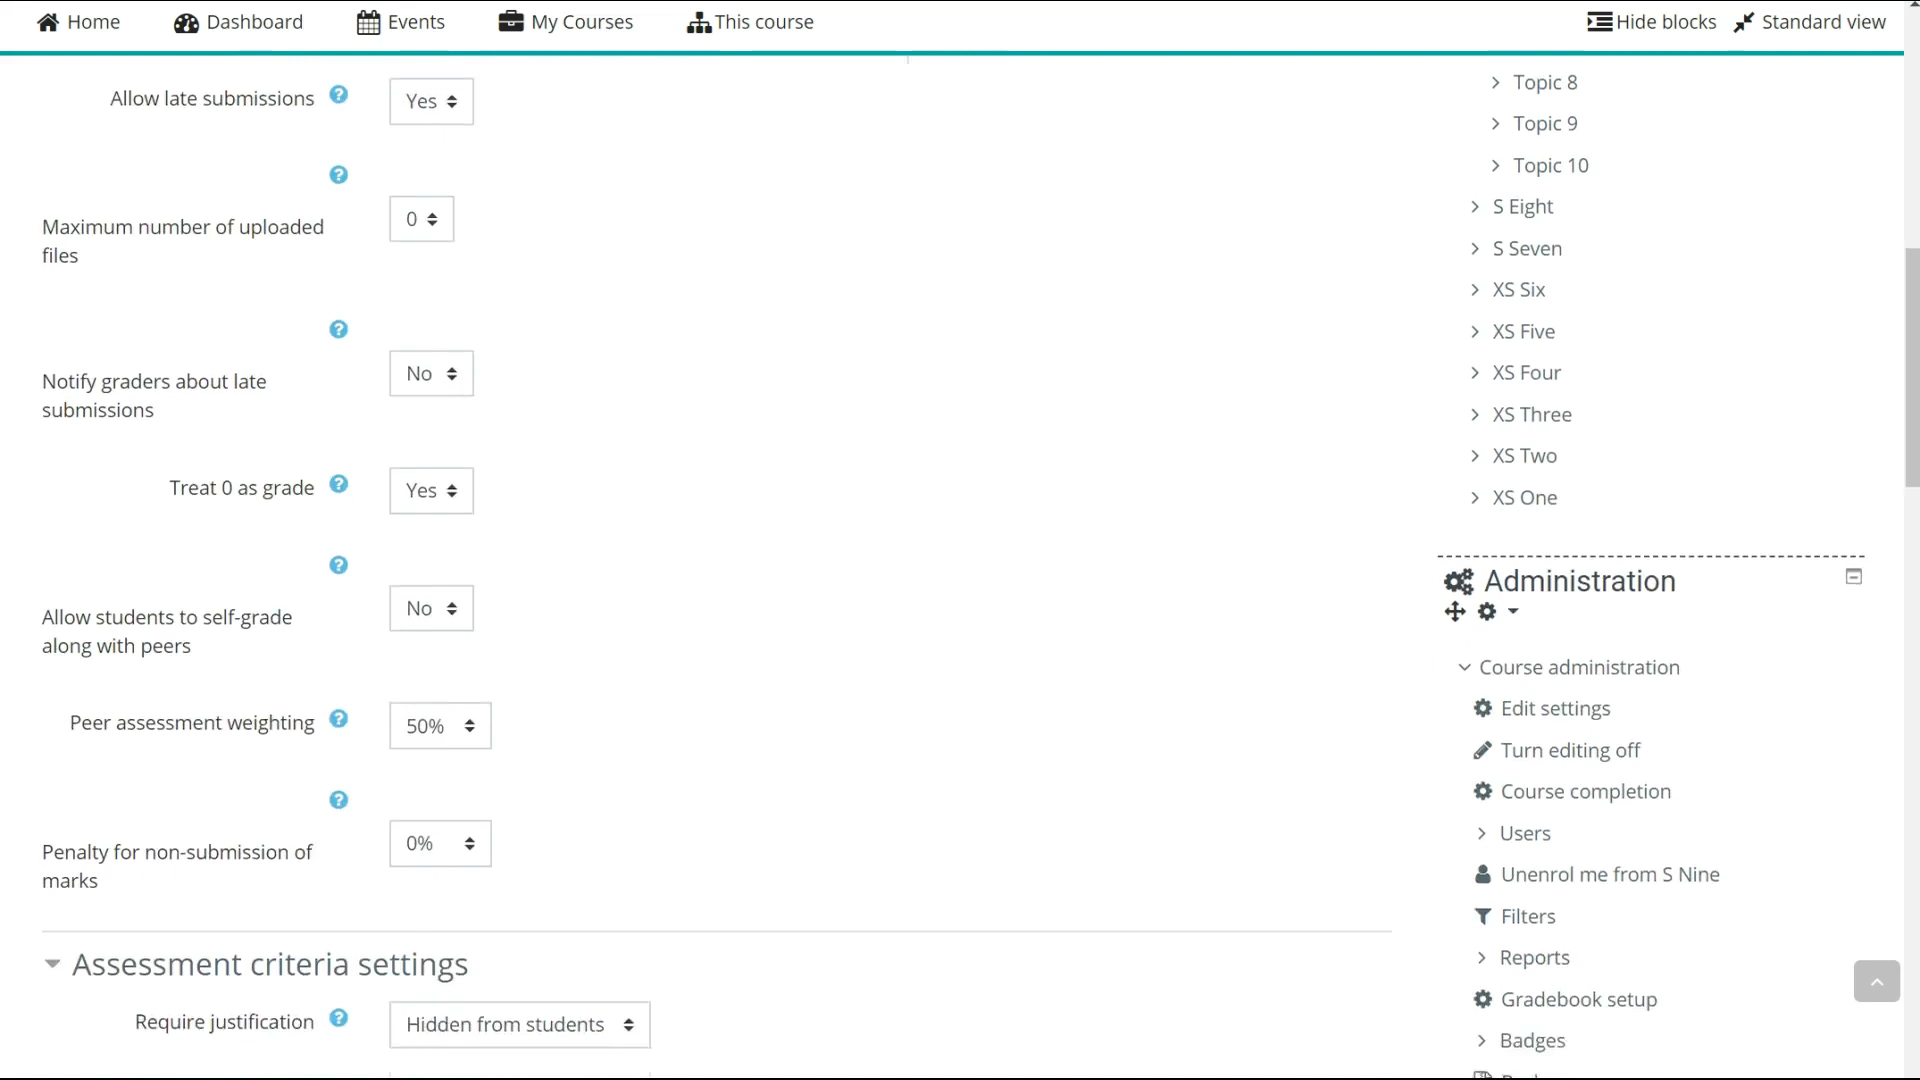 Home
Dashboard
Events
My Courses
This course
Hide blocks
Standard view
Allow late submissions
Yes
Maximum number of uploaded
files
0
Notify graders about late
submissions
No
Treat 0 as grade
Yes
Allow students to self-grade
along with peers
No
Peer assessment weighting
50%
Penalty for non-submission of
marks
0%
Assessment criteria settings
Require justification
Hidden from students
Topic 8
Topic 9
Topic 10
S Eight
S Seven
XS Six
XS Five
XS Four
XS Three
XS Two
XS One
Administration
Course administration
Edit settings
Turn editing off
Course completion
Users
Unenrol me from S Nine
Filters
Reports
Gradebook setup
Badges